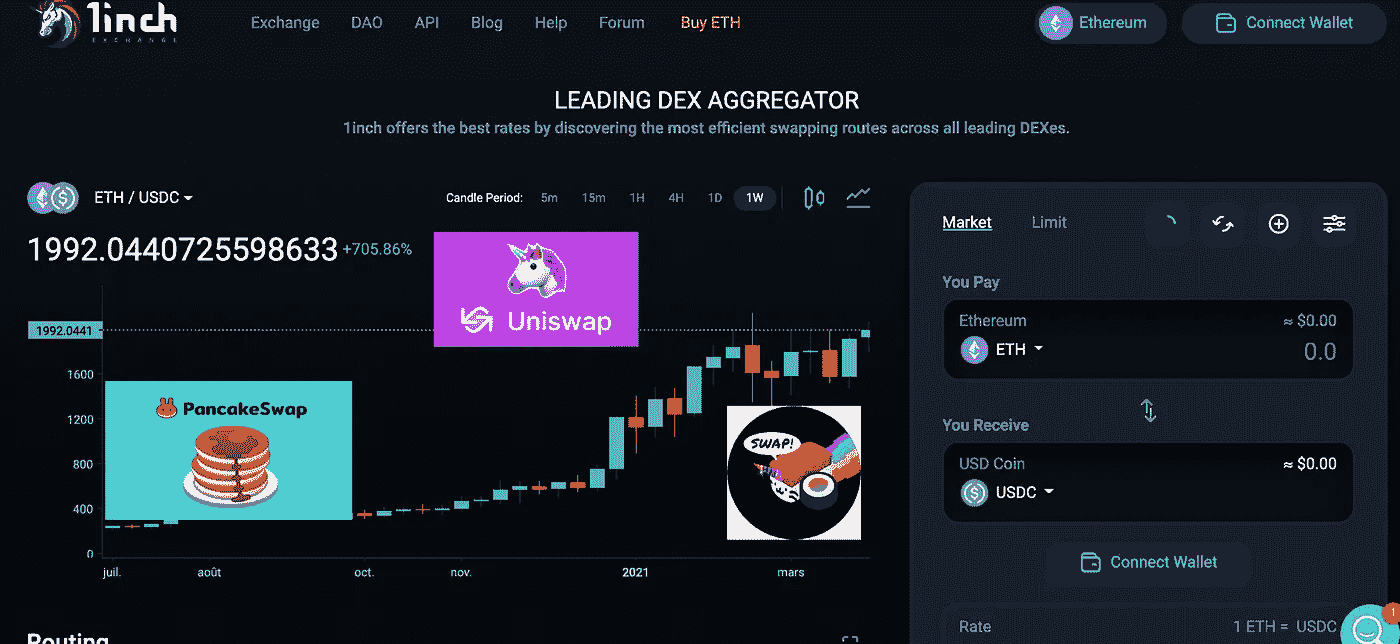 1inch
EXCHANGE
Exchange DAO API Blog Help Forum Buy ETH
Ethereum
Connect Wallet
LEADING DEX AGGREGATOR
1inch offers the best rates by discovering the most efficient swapping routes across all leading DEXes.
ETH / USDC
Candle Period: 5m 15m 1H 4H 1D 1W
1992.0440725598633 +705.86%
Uniswap
1992.0441
1600
1200
800
400
0
PancakeSwap
SWAP!
juil. août oct. nov. 2021 mars
Routing
Market Limit
You Pay
Ethereum ≈ $0.00
ETH 0.0
You Receive
USD Coin ≈ $0.00
USDC
Connect Wallet
Rate 1 ETH = USDC
1